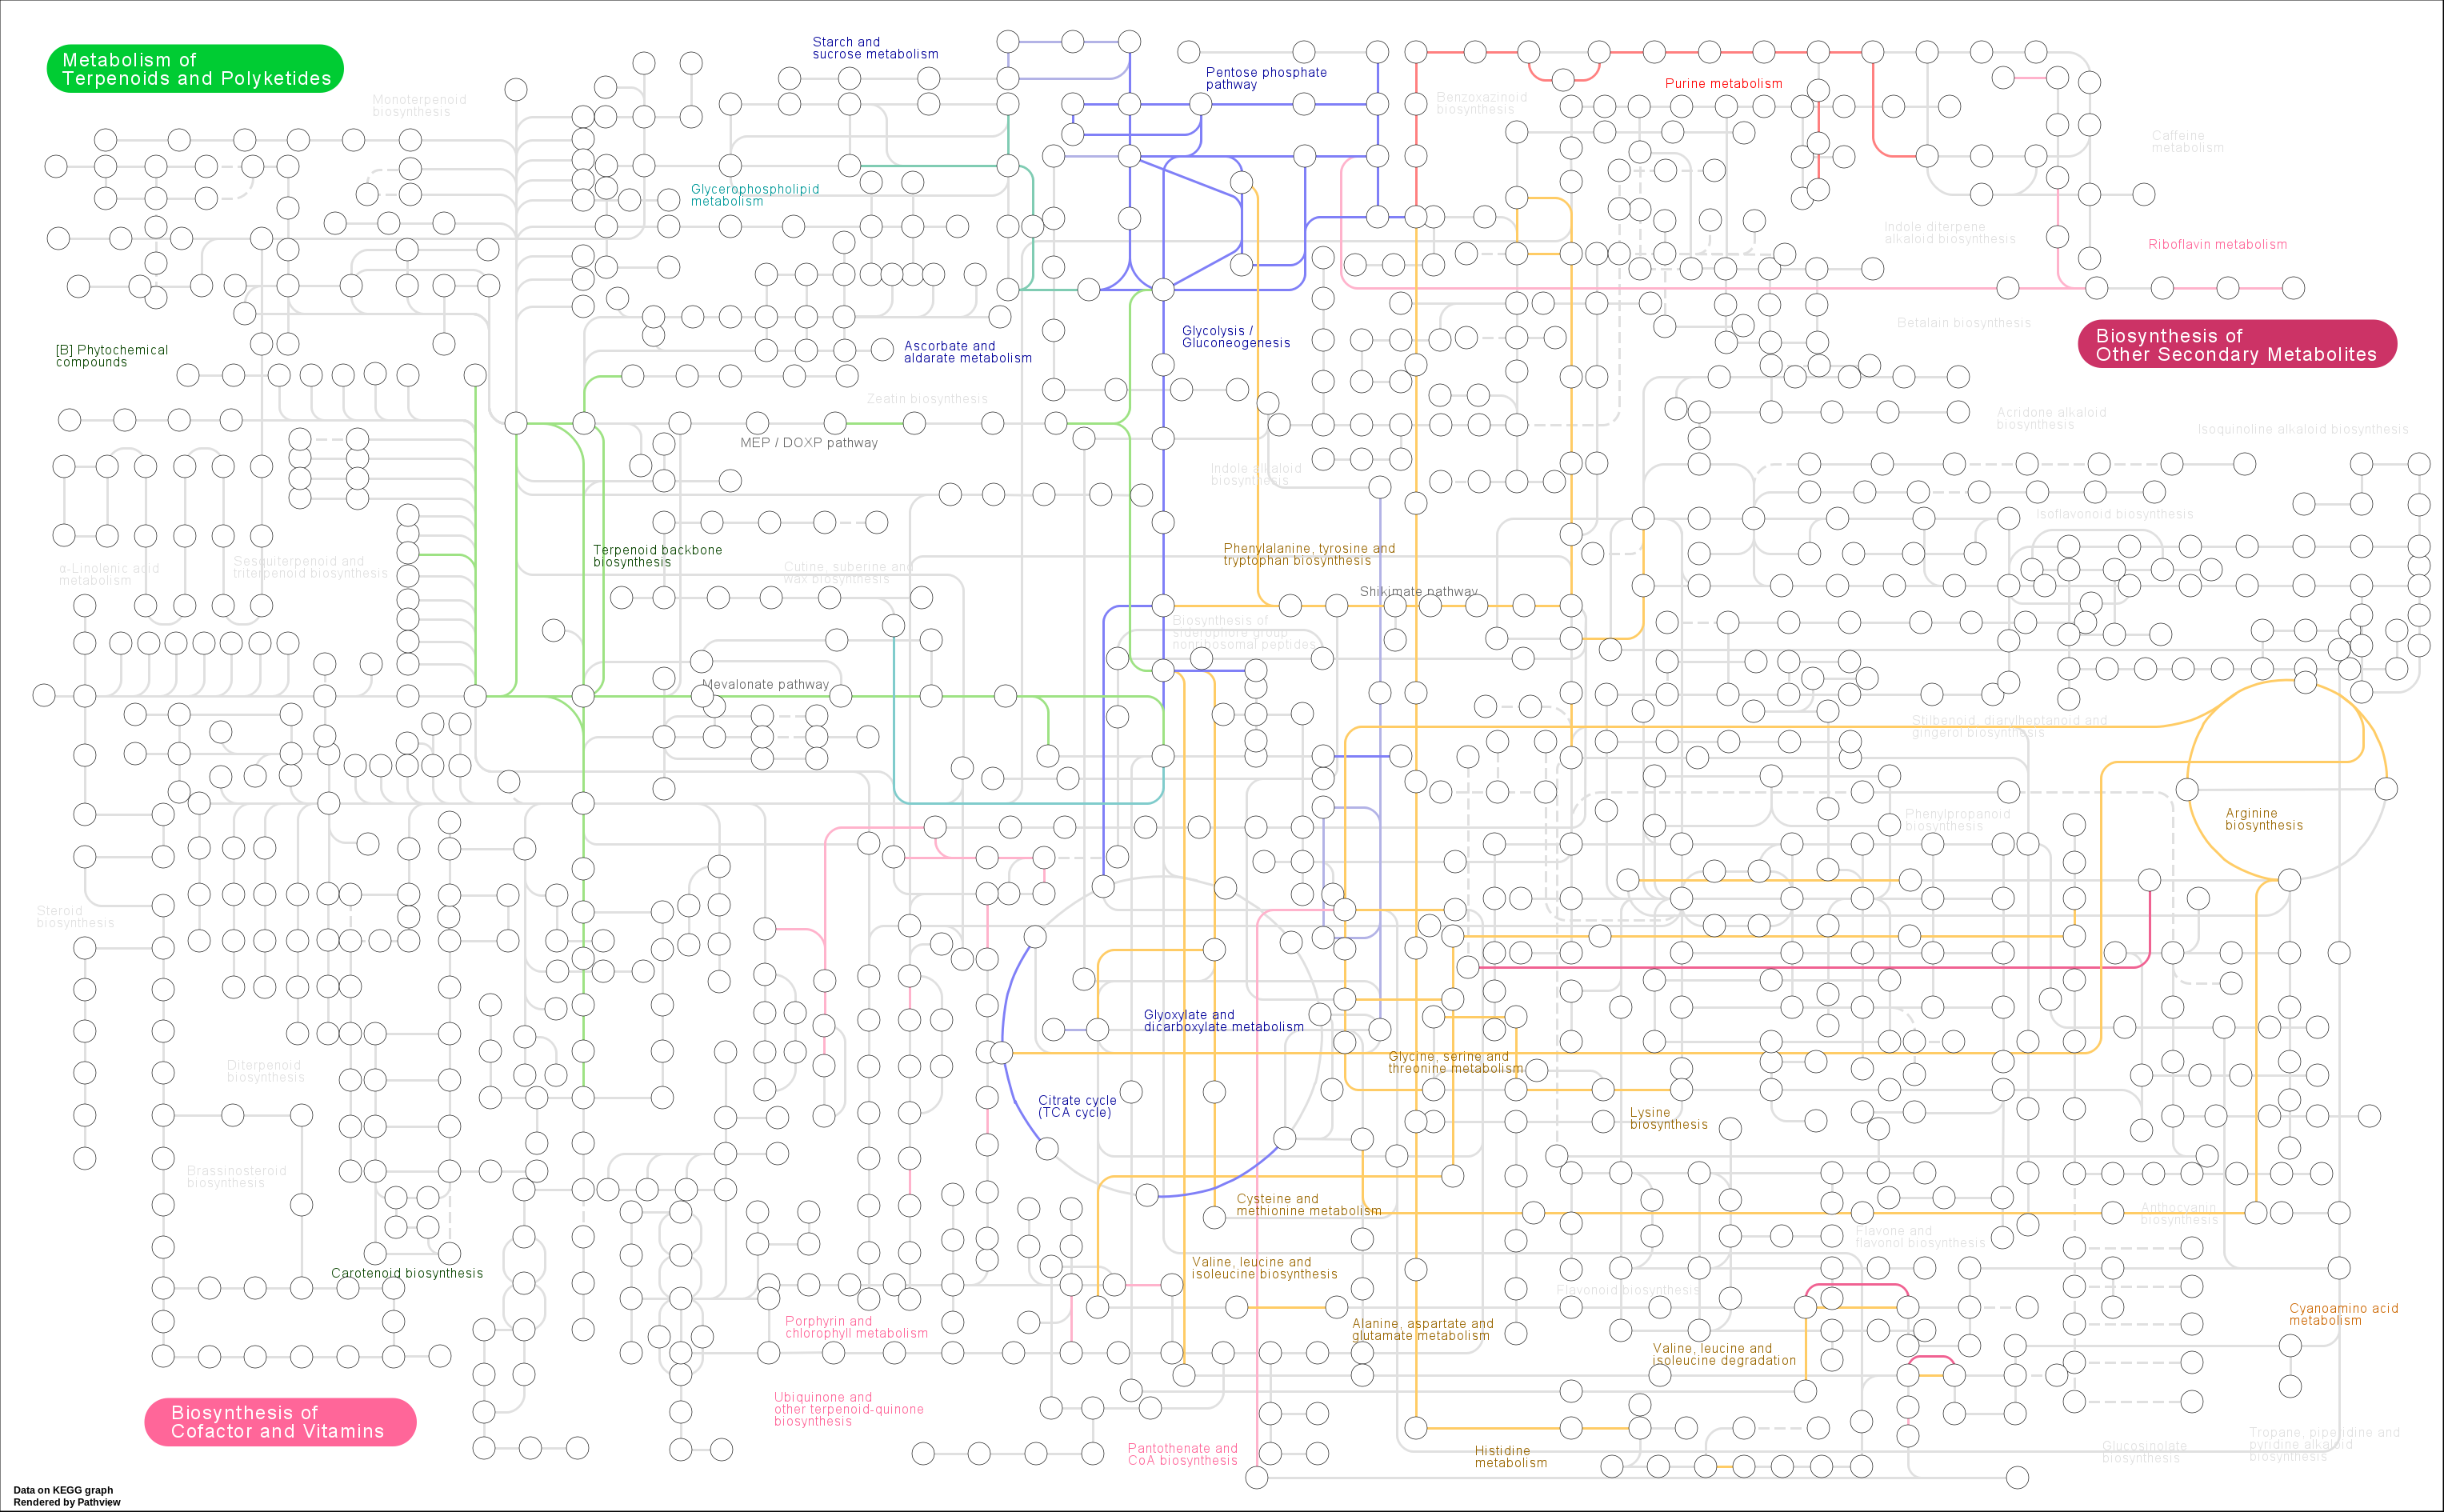 Metabolism of
Terpenoids and Polyketides
Monoterpenoid
biosynthesis
Starch and
sucrose metabolism
Pentose phosphate
pathway
Benzoxazinoid
biosynthesis
Purine metabolism
Caffeine
metabolism
Glycerophospholipid
metabolism
Indole diterpene
alkaloid biosynthesis
Riboflavin metabolism
[B] Phytochemical
compounds
Ascorbate and
aldarate metabolism
Glycolysis /
Gluconeogenesis
Betalain biosynthesis
Biosynthesis of
Other Secondary Metabolites
Zeatin biosynthesis
MEP / DOXP pathway
Acridone alkaloid
biosynthesis
Isoquinoline alkaloid biosynthesis
Indole alkaloid
biosynthesis
Isoflavonoid biosynthesis
α-Linolenic acid
metabolism
Sesquiterpenoid and
triterpenoid biosynthesis
Terpenoid backbone
biosynthesis
Cutine, suberine and
wax biosynthesis
Phenylalanine, tyrosine and
tryptophan biosynthesis
Shikimate pathway
Biosynthesis of
siderophore group
nonribosomal peptides
Mevalonate pathway
Stilbenoid, diarylheptanoid and
gingerol biosynthesis
Phenylpropanoid
biosynthesis
Arginine
biosynthesis
Steroid
biosynthesis
Glyoxylate and
dicarboxylate metabolism
Glycine, serine and
threonine metabolism
Diterpenoid
biosynthesis
Citrate cycle
(TCA cycle)
Lysine
biosynthesis
Brassinosteroid
biosynthesis
Cysteine and
methionine metabolism
Anthocyanin
biosynthesis
Flavone and
flavonol biosynthesis
Carotenoid biosynthesis
Valine, leucine and
isoleucine biosynthesis
Flavonoid biosynthesis
Porphyrin and
chlorophyll metabolism
Alanine, aspartate and
glutamate metabolism
Cyanoamino acid
metabolism
Valine, leucine and
isoleucine degradation
Biosynthesis of
Cofactor and Vitamins
Ubiquinone and
other terpenoid-quinone
biosynthesis
Pantothenate and
CoA biosynthesis
Histidine
metabolism
Glucosinolate
biosynthesis
Tropane, piperidine and
pyridine alkaloid
biosynthesis
Data on KEGG graph
Rendered by Pathview